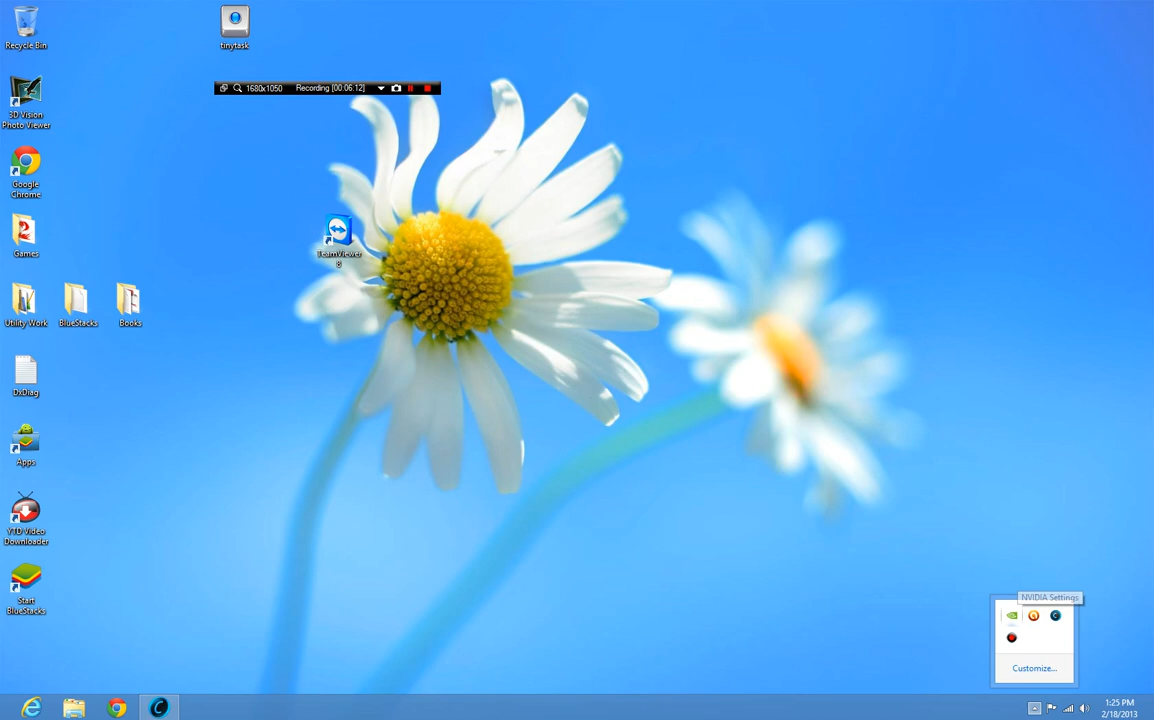 Recycle Bin
tinytask
1680x1050 Recording [00:06:12]
3D Vision
Photo Viewer
Google
Chrome
Games
TeamViewer
8
Utility Work
BlueStacks
Books
DxDiag
Apps
YTD Video
Downloader
Start
BlueStacks
NVIDIA Settings
Customize...
1:25 PM
2/18/2013